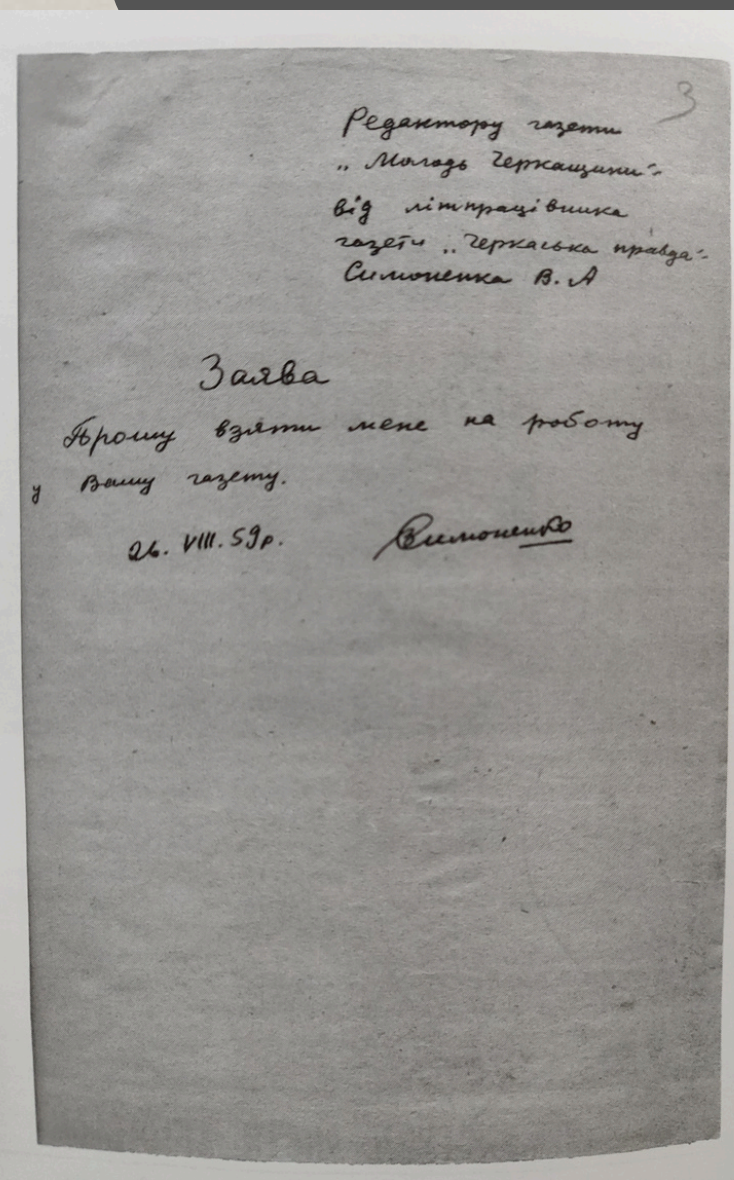 3
Редактору газети
„ Молодь Черкащини"
від літпрацівника
газети „ Черкаська правда"
Симоненка В. А
Заява
Прошу взяти мене на роботу
у Вашу газету.
26. VIII. 59р.
Симоненко